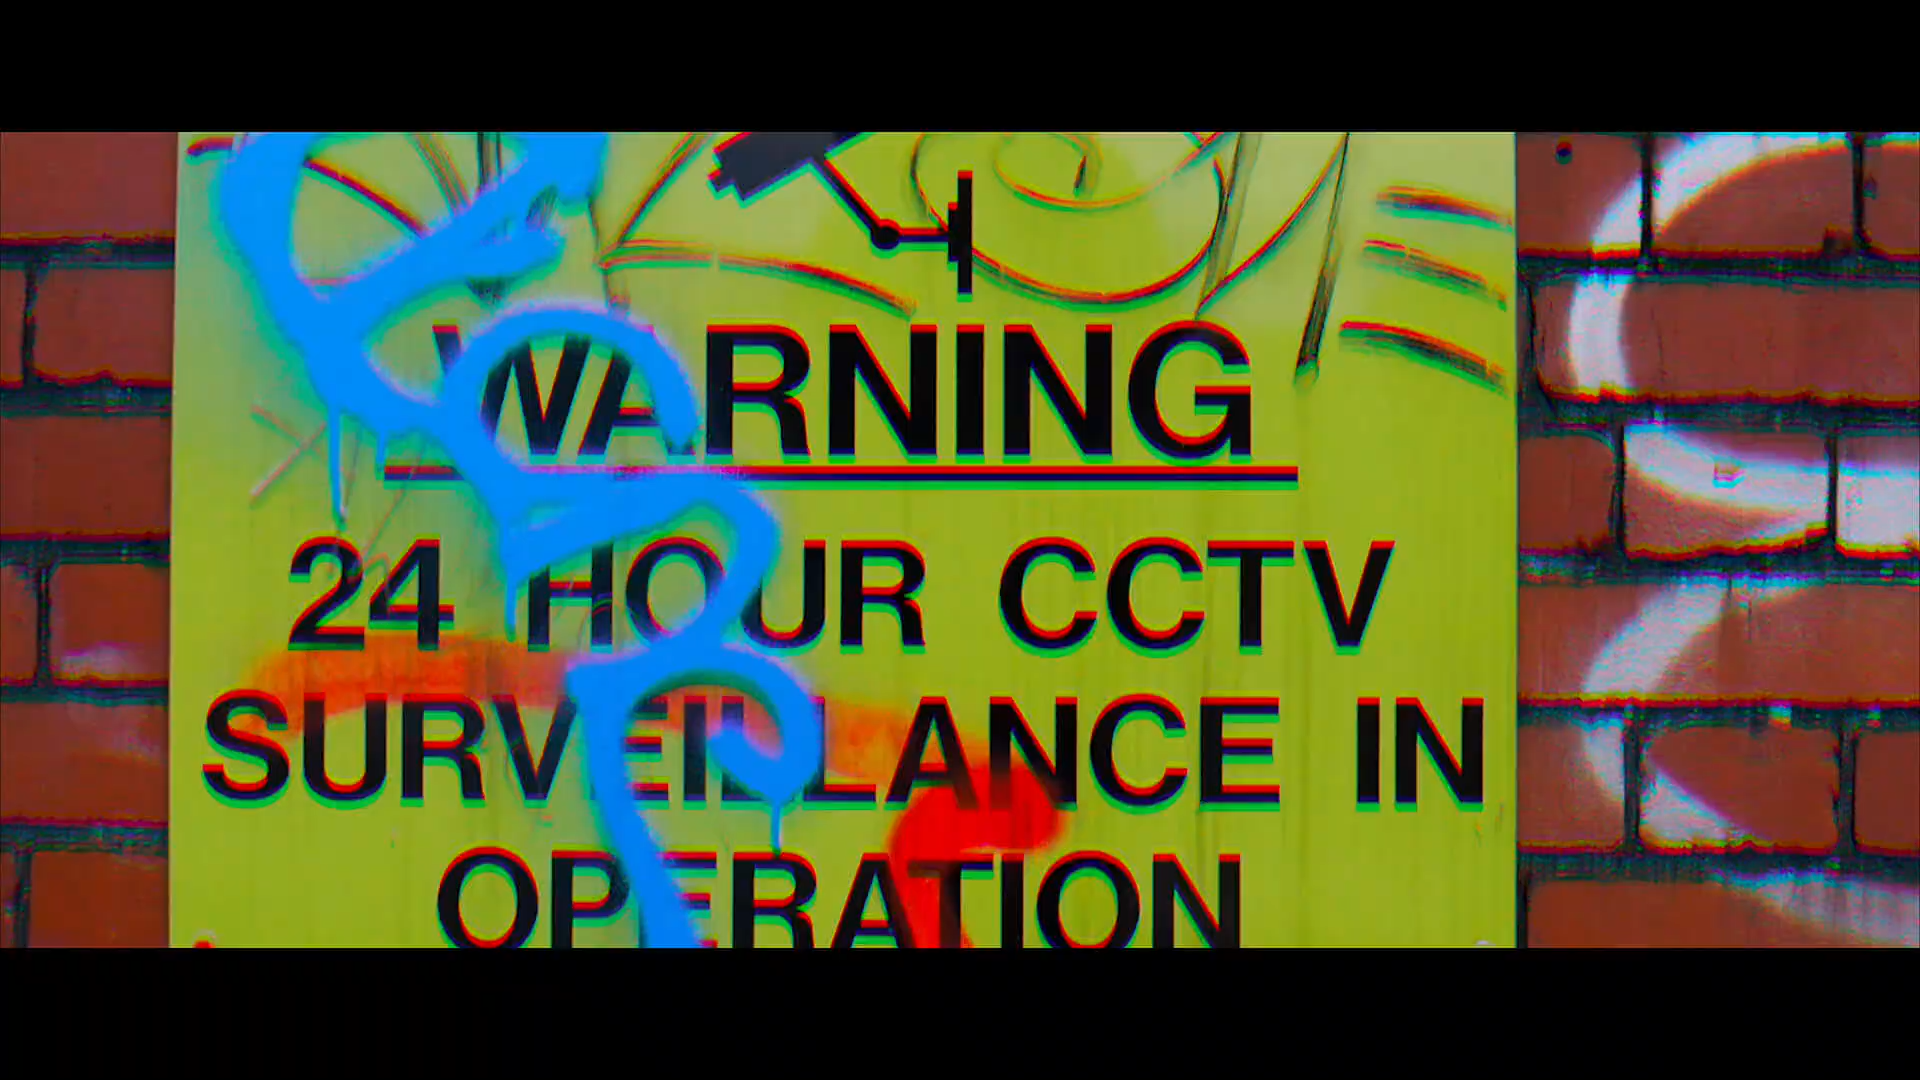 WARNING
24 HOUR CCTV
SURVEILLANCE IN
OPERATION